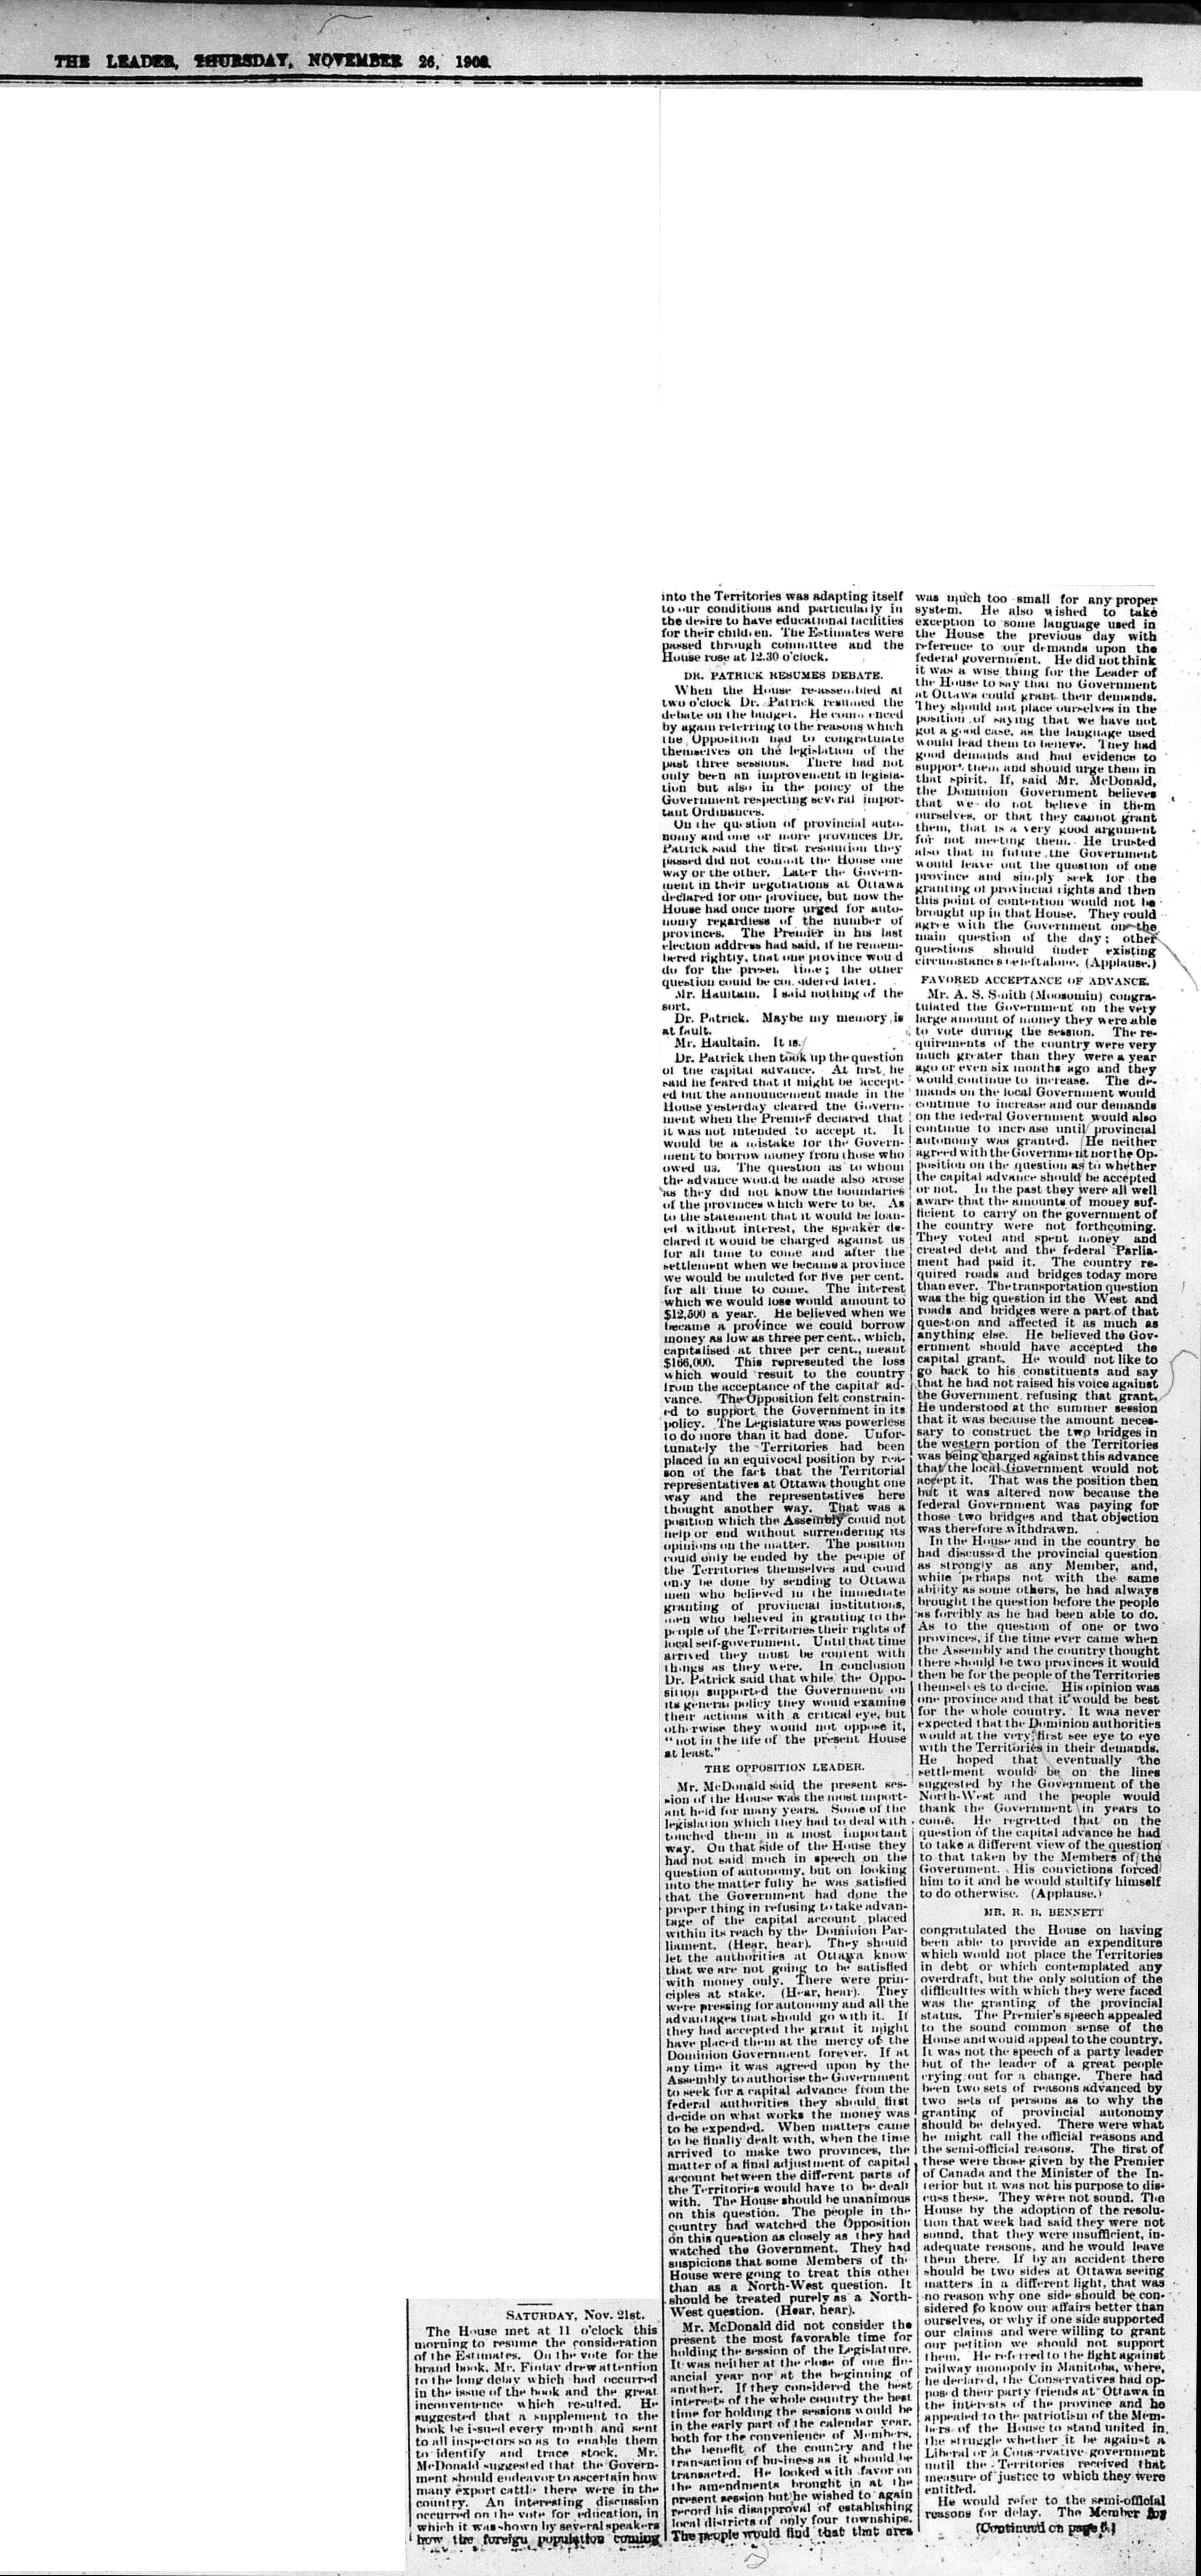 THE LEADER, THURSDAY, NOVEMBER 26, 1903.
SATURDAY, Nov. 21st.
The House met at 11 o'clock this
morning to resume the consideration
of the Estimates. On the vote for the
brand book, Mr. Finlay drew attention
to the long delay which had occurred
in the issue of the book and the great
inconvenience which resulted. He
suggested that a supplement to the
book be issued every month and sent
to all inspectors so as to enable them
to identify and trace stock. Mr.
McDonald suggested that the Govern-
ment should endeavor to ascertain how
many export cattle there were in the
country. An interesting discussion
occurred on the vote for education, in
which it was shown by several speakers
how the foreign population coming
into the Territories was adapting itself
to our conditions and particularly in
the desire to have educational facilities
for their children. The Estimates were
passed through committee and the
House rose at 12.30 o'clock.
DR. PATRICK RESUMES DEBATE.
When the House re-assembled at
two o'clock Dr. Patrick resumed the
debate on the budget. He commenced
by again referring to the reasons which
the Opposition had to congratulate
themselves on the legislation of the
past three sessions. There had not
only been an improvement in legisla-
tion but also in the policy of the
Government respecting several impor-
tant Ordinances.
On the question of provincial auto-
nomy and one or more provinces Dr.
Patrick said the first resolution they
passed did not commit the House one
way or the other. Later the Govern-
ment in their negotiations at Ottawa
declared for one province, but now the
House had once more urged for auto-
nomy regardless of the number of
provinces. The Premier in his last
election address had said, if he remem-
bered rightly, that one province would
do for the present time; the other
question could be considered later.
Mr. Haultain. I said nothing of the
sort.
Dr. Patrick. Maybe my memory is
at fault.
Mr. Haultain. It is.
Dr. Patrick then took up the question
of the capital advance. At first he
said he feared that it might be accept-
ed but the announcement made in the
House yesterday cleared the Govern-
ment when the Premier declared that
it was not intended to accept it. It
would be a mistake for the Govern-
ment to borrow money from those who
owed us. The question as to whom
the advance would be made also arose
as they did not know the boundaries
of the provinces which were to be. As
to the statement that it would be loan-
ed without interest, the speaker de-
clared it would be charged against us
for all time to come and after the
settlement when we became a province
we would be mulcted for five per cent.
for all time to come. The interest
which we would lose would amount to
$12,500 a year. He believed when we
became a province we could borrow
money as low as three per cent., which,
capitalised at three per cent., meant
$166,000. This represented the loss
which would result to the country
from the acceptance of the capital ad-
vance. The Opposition felt constrain-
ed to support the Government in its
policy. The Legislature was powerless
to do more than it had done. Unfor-
tunately the Territories had been
placed in an equivocal position by rea-
son of the fact that the Territorial
representatives at Ottawa thought one
way and the representatives here
thought another way. That was a
position which the Assembly could not
help or end without surrendering its
opinions on the matter. The position
could only be ended by the people of
the Territories themselves and could
only be done by sending to Ottawa
men who believed in the immediate
granting of provincial institutions,
men who believed in granting to the
people of the Territories their rights of
local self-government. Until that time
arrived they must be content with
things as they were. In conclusion
Dr. Patrick said that while the Oppo-
sition supported the Government on
its general policy they would examine
their actions with a critical eye, but
otherwise they would not oppose it,
"not in the life of the present House
at least."
THE OPPOSITION LEADER.
Mr. McDonald said the present ses-
sion of the House was the most import-
ant held for many years. Some of the
legislation which they had to deal with
touched them in a most important
way. On that side of the House they
had not said much in speech on the
question of autonomy, but on looking
into the matter fully he was satisfied
that the Government had done the
proper thing in refusing to take advan-
tage of the capital account placed
within its reach by the Dominion Par-
liament. (Hear, hear). They should
let the authorities at Ottawa know
that we are not going to be satisfied
with money only. There were prin-
ciples at stake. (Hear, hear). They
were pressing for autonomy and all the
advantages that should go with it. If
they had accepted the grant it might
have placed them at the mercy of the
Dominion Government forever. If at
any time it was agreed upon by the
Assembly to authorise the Government
to seek for a capital advance from the
federal authorities they should first
decide on what works the money was
to be expended. When matters came
to be finally dealt with, when the time
arrived to make two provinces, the
matter of a final adjustment of capital
account between the different parts of
the Territories would have to be dealt
with. The House should be unanimous
on this question. The people in the
country had watched the Opposition
on this question as closely as they had
watched the Government. They had
suspicions that some Members of the
House were going to treat this other
than as a North-West question. It
should be treated purely as a North-
West question. (Hear, hear).
Mr. McDonald did not consider the
present the most favorable time for
holding the session of the Legislature.
It was neither at the close of one fin-
ancial year nor at the beginning of
another. If they considered the best
interests of the whole country the best
time for holding the sessions would be
in the early part of the calendar year,
both for the convenience of Members,
the benefit of the country and the
transaction of business as it should be
transacted. He looked with favor on
the amendments brought in at the
present session but he wished to again
record his disapproval of establishing
local districts of only four townships.
The people would find that that area
was much too small for any proper
system. He also wished to take
exception to some language used in
the House the previous day with
reference to our demands upon the
federal government. He did not think
it was a wise thing for the Leader of
the House to say that no Government
at Ottawa could grant their demands.
They should not place ourselves in the
position of saying that we have not
got a good case, as the language used
would lead them to believe. They had
good demands and had evidence to
support them and should urge them in
that spirit. If, said Mr. McDonald,
the Dominion Government believes
that we do not believe in them
ourselves, or that they cannot grant
them, that is a very good argument
for not meeting them. He trusted
also that in future the Government
would leave out the question of one
province and simply seek for the
granting of provincial rights and then
this point of contention would not be
brought up in that House. They could
agree with the Government on the
main question of the day; other
questions should under existing
circumstances be left alone. (Applause.)
FAVORED ACCEPTANCE OF ADVANCE.
Mr. A. S. Smith (Moosomin) congra-
tulated the Government on the very
large amount of money they were able
to vote during the session. The re-
quirements of the country were very
much greater than they were a year
ago or even six months ago and they
would continue to increase. The de-
mands on the local Government would
continue to increase and our demands
on the federal Government would also
continue to increase until provincial
autonomy was granted. He neither
agreed with the Government nor the Op-
position on the question as to whether
the capital advance should be accepted
or not. In the past they were all well
aware that the amounts of money suf-
ficient to carry on the government of
the country were not forthcoming.
They voted and spent money and
created debt and the federal Parlia-
ment had paid it. The country re-
quired roads and bridges today more
than ever. The transportation question
was the big question in the West and
roads and bridges were a part of that
question and affected it as much as
anything else. He believed the Gov-
ernment should have accepted the
capital grant. He would not like to
go back to his constituents and say
that he had not raised his voice against
the Government refusing that grant.
He understood at the summer session
that it was because the amount neces-
sary to construct the two bridges in
the western portion of the Territories
was being charged against this advance
that the local Government would not
accept it. That was the position then
but it was altered now because the
federal Government was paying for
those two bridges and that objection
was therefore withdrawn.
In the House and in the country he
had discussed the provincial question
as strongly as any Member, and,
while perhaps not with the same
ability as some others, he had always
brought the question before the people
as forcibly as he had been able to do.
As to the question of one or two
provinces, if the time ever came when
the Assembly and the country thought
there should be two provinces it would
then be for the people of the Territories
themselves to decide. His opinion was
one province and that it would be best
for the whole country. It was never
expected that the Dominion authorities
would at the very first see eye to eye
with the Territories in their demands.
He hoped that eventually the
settlement would be on the lines
suggested by the Government of the
North-West and the people would
thank the Government in years to
come. He regretted that on the
question of the capital advance he had
to take a different view of the question
to that taken by the Members of the
Government. His convictions forced
him to it and he would stultify himself
to do otherwise. (Applause.)
MR. R. B. BENNETT
congratulated the House on having
been able to provide an expenditure
which would not place the Territories
in debt or which contemplated any
overdraft, but the only solution of the
difficulties with which they were faced
was the granting of the provincial
status. The Premier's speech appealed
to the sound common sense of the
House and would appeal to the country.
It was not the speech of a party leader
but of the leader of a great people
crying out for a change. There had
been two sets of reasons advanced by
two sets of persons as to why the
granting of provincial autonomy
should be delayed. There were what
he might call the official reasons and
the semi-official reasons. The first of
these were those given by the Premier
of Canada and the Minister of the In-
terior but it was not his purpose to dis-
cuss these. They were not sound. The
House by the adoption of the resolu-
tion that week had said they were not
sound, that they were insufficient, in-
adequate reasons, and he would leave
them there. If by an accident there
should be two sides at Ottawa seeing
matters in a different light, that was
no reason why one side should be con-
sidered to know our affairs better than
ourselves, or why if one side supported
our claims and were willing to grant
our petition we should not support
them. He referred to the fight against
railway monopoly in Manitoba, where,
he declared, the Conservatives had op-
posed their party friends at Ottawa in
the interests of the province and he
appealed to the patriotism of the Mem-
bers of the House to stand united in
the struggle whether it be against a
Liberal or a Conservative government
until the Territories received that
measure of justice to which they were
entitled.
He would refer to the semi-official
reasons for delay. The Member for
(Continued on page 5.)